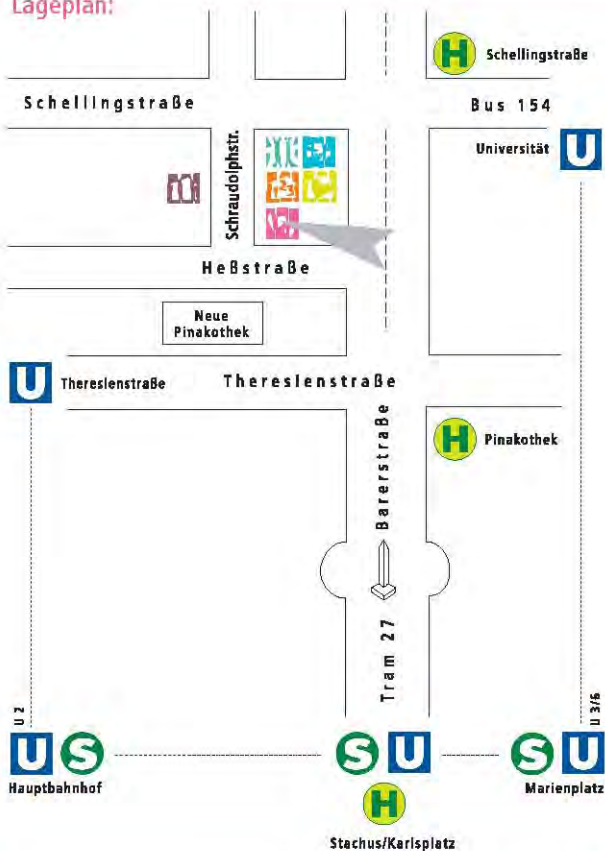 Lageplan:
H
Schellingstraße
Schellingstraße
Bus 154
Universität
U
Schraudolphstr.
Heßstraße
Neue
Pinakothek
U
Theresienstraße
Theresienstraße
Barerstraße
H
Pinakothek
Tram 27
U 2
U 3/6
U S
S U
S U
Hauptbahnhof
H
Marienplatz
Stachus/Karlsplatz